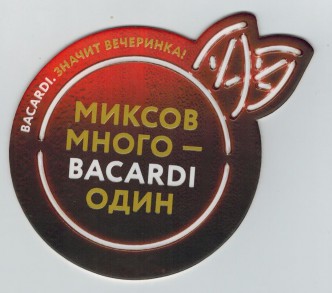 BACARDI. ЗНАЧИТ ВЕЧЕРИНКА!
МИКСОВ
МНОГО —
BACARDI
ОДИН